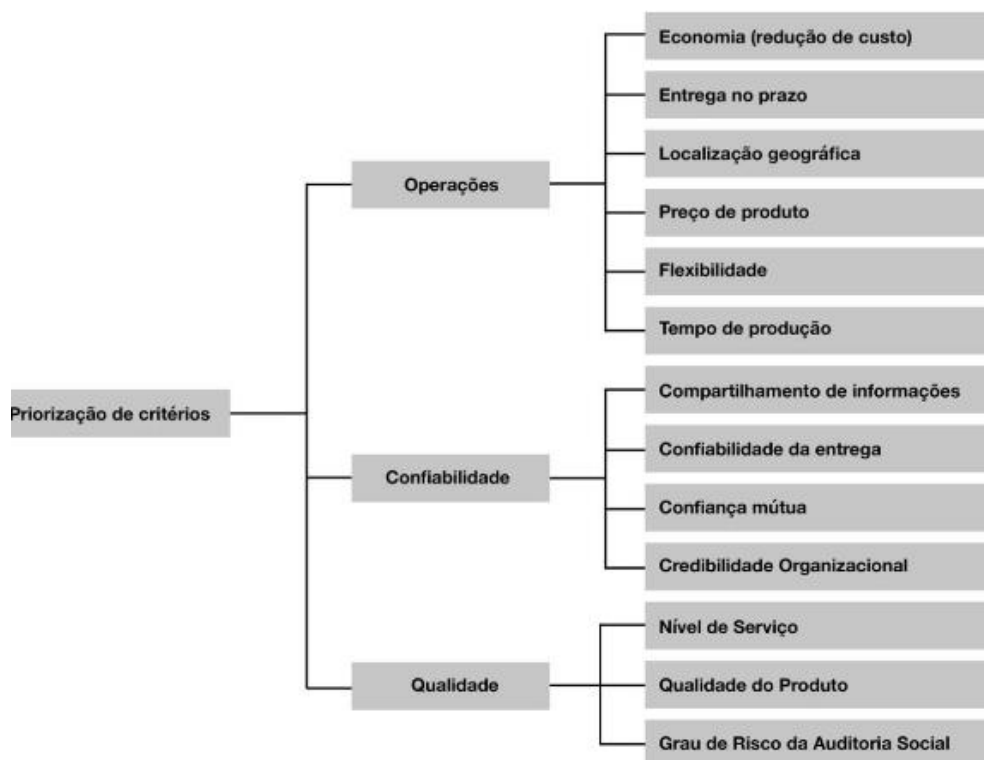 Priorização de critérios
Operações
Economia (redução de custo)
Entrega no prazo
Localização geográfica
Preço de produto
Flexibilidade
Tempo de produção
Confiabilidade
Compartilhamento de informações
Confiabilidade da entrega
Confiança mútua
Credibilidade Organizacional
Qualidade
Nível de Serviço
Qualidade do Produto
Grau de Risco da Auditoria Social